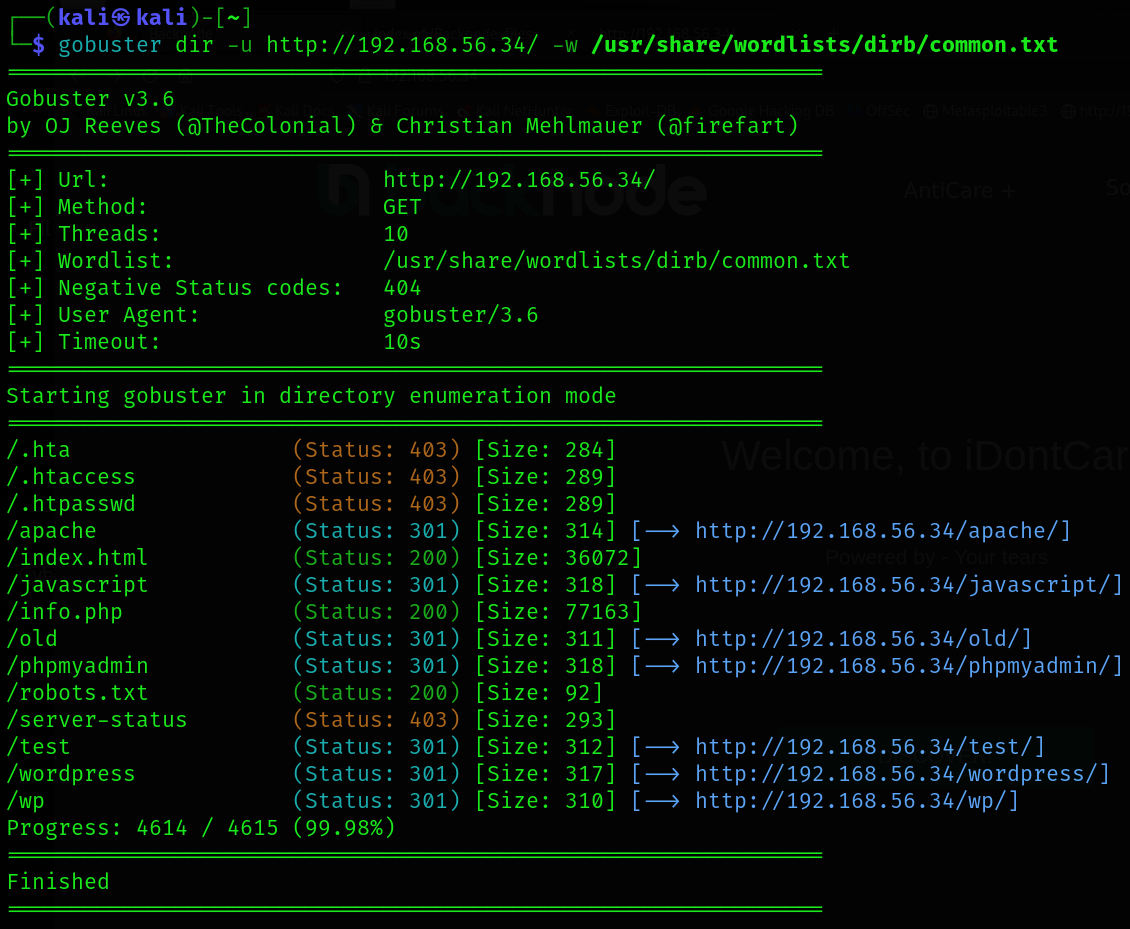 ┌──(kali㉿kali)-[~]
└─$ gobuster dir -u http://192.168.56.34/ -w /usr/share/wordlists/dirb/common.txt
===============================================================
Gobuster v3.6
by OJ Reeves (@TheColonial) & Christian Mehlmauer (@firefart)
===============================================================
[+] Url:                     http://192.168.56.34/
[+] Method:                  GET
[+] Threads:                 10
[+] Wordlist:                /usr/share/wordlists/dirb/common.txt
[+] Negative Status codes:   404
[+] User Agent:              gobuster/3.6
[+] Timeout:                 10s
===============================================================
Starting gobuster in directory enumeration mode
===============================================================
/.hta                 (Status: 403) [Size: 284]
/.htaccess            (Status: 403) [Size: 289]
/.htpasswd            (Status: 403) [Size: 289]
/apache               (Status: 301) [Size: 314] [--> http://192.168.56.34/apache/]
/index.html           (Status: 200) [Size: 36072]
/javascript           (Status: 301) [Size: 318] [--> http://192.168.56.34/javascript/]
/info.php             (Status: 200) [Size: 77163]
/old                  (Status: 301) [Size: 311] [--> http://192.168.56.34/old/]
/phpmyadmin           (Status: 301) [Size: 318] [--> http://192.168.56.34/phpmyadmin/]
/robots.txt           (Status: 200) [Size: 92]
/server-status        (Status: 403) [Size: 293]
/test                 (Status: 301) [Size: 312] [--> http://192.168.56.34/test/]
/wordpress            (Status: 301) [Size: 317] [--> http://192.168.56.34/wordpress/]
/wp                   (Status: 301) [Size: 310] [--> http://192.168.56.34/wp/]
Progress: 4614 / 4615 (99.98%)
===============================================================
Finished
===============================================================
AntiCare +
Welcome, to iDontCar
Powered by - Your tears